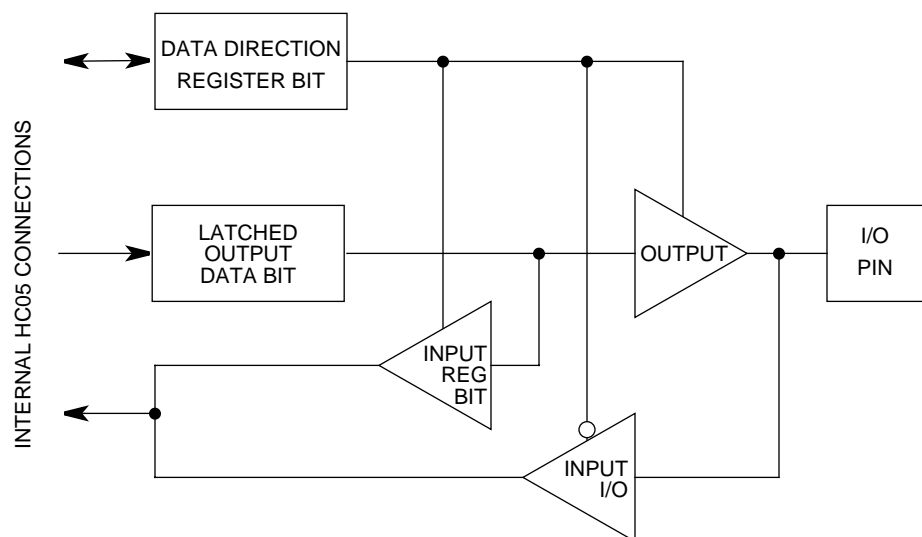 DATA DIRECTION
REGISTER BIT
INTERNAL HC05 CONNECTIONS
LATCHED
OUTPUT
DATA BIT
OUTPUT
I/O
PIN
INPUT
REG
BIT
INPUT
I/O